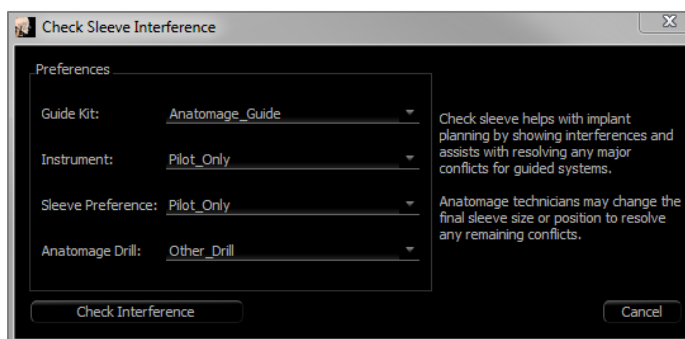 Check Sleeve Interference
Preferences
Guide Kit: Anatomage_Guide
Instrument: Pilot_Only
Sleeve Preference: Pilot_Only
Anatomage Drill: Other_Drill
Check sleeve helps with implant
planning by showing interferences and
assists with resolving any major
conflicts for guided systems.
Anatomage technicians may change the
final sleeve size or position to resolve
any remaining conflicts.
Check Interference
Cancel